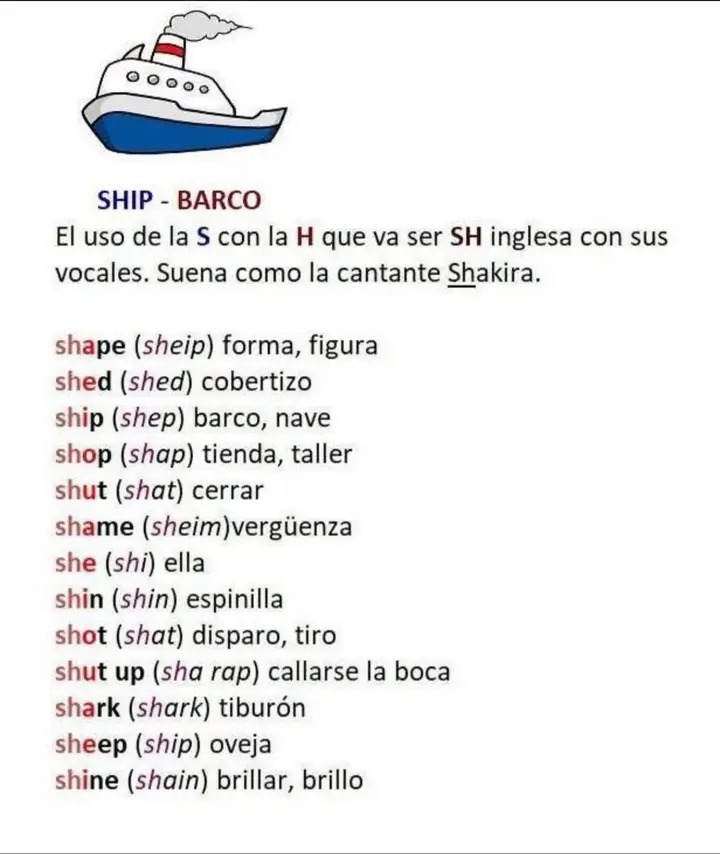 SHIP - BARCO
El uso de la S con la H que va ser SH inglesa con sus
vocales. Suena como la cantante Shakira.
shape (sheip) forma, figura
shed (shed) cobertizo
ship (shep) barco, nave
shop (shap) tienda, taller
shut (shat) cerrar
shame (sheim)vergüenza
she (shi) ella
shin (shin) espinilla
shot (shat) disparo, tiro
shut up (sha rap) callarse la boca
shark (shark) tiburón
sheep (ship) oveja
shine (shain) brillar, brillo